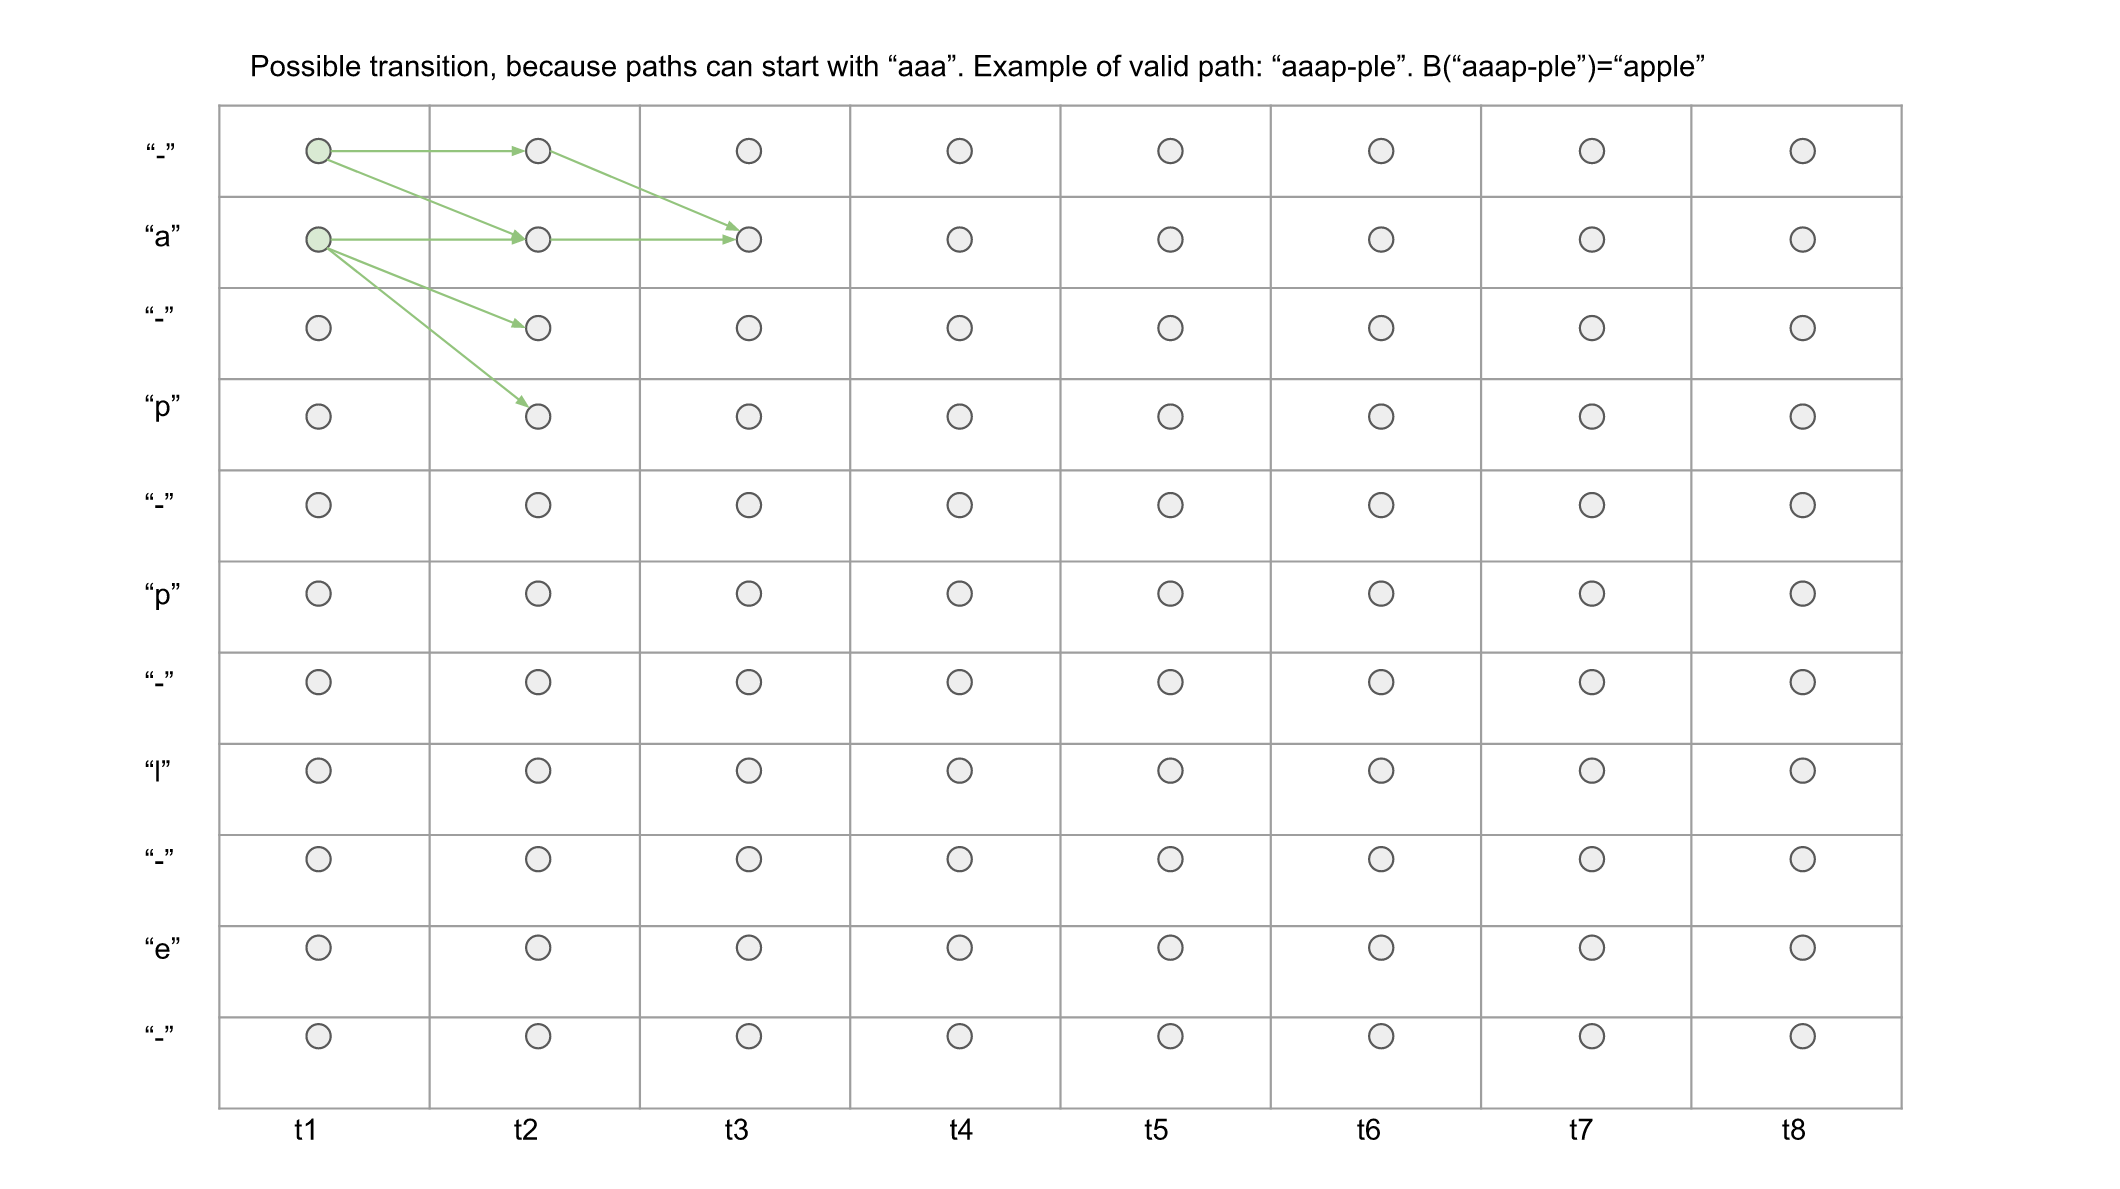 Possible transition, because paths can start with “aaa”. Example of valid path: “aaap-ple”. B(“aaap-ple”)=“apple”
“-”
“a”
“-”
“p”
“-”
“p”
“-”
“l”
“-”
“e”
“-”
t1 t2 t3 t4 t5 t6 t7 t8